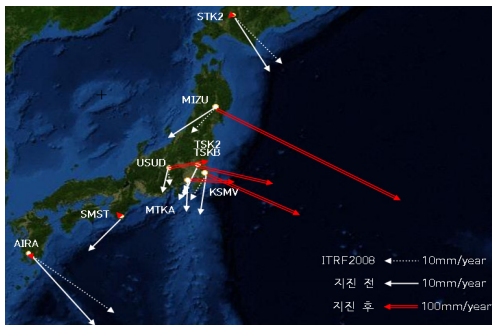 STK2
MIZU
TSK2
TSKB
USUD
KSMV
MTKA
SMST
AIRA
ITRF2008 10mm/year
지진 전 10mm/year
지진 후 100mm/year